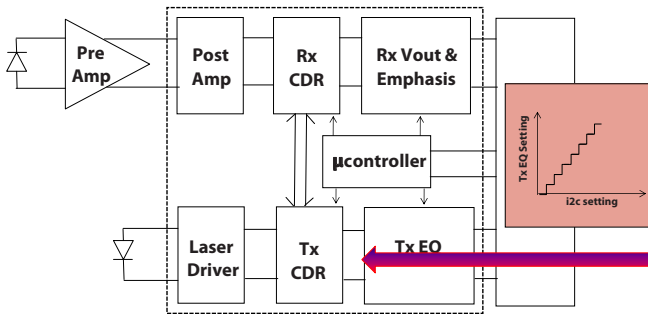 Pre
Amp
Post
Amp
Rx
CDR
Rx Vout &
Emphasis
μcontroller
Tx EQ Setting
i2c setting
Laser
Driver
Tx
CDR
Tx EQ